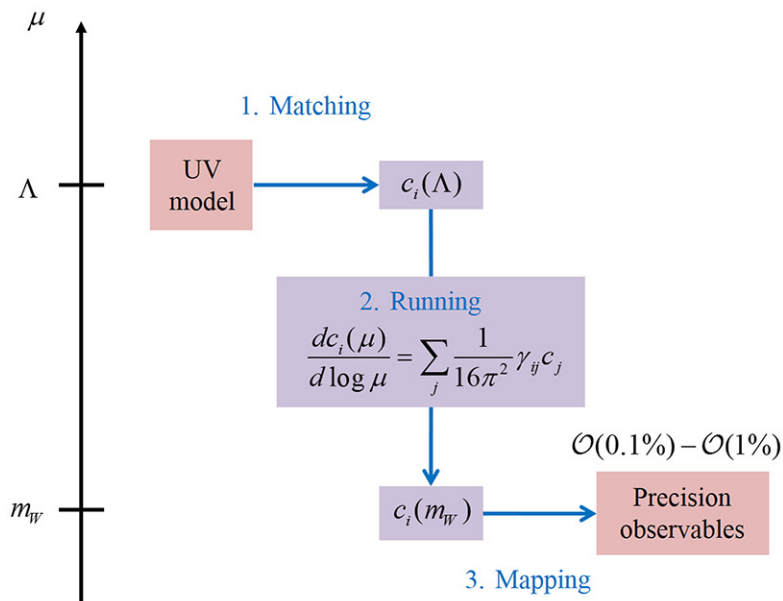 μ
1. Matching
UV
model
Λ
c_i(Λ)
2. Running
dc_i(μ)/d log μ = ∑_j 1/16π² γ_ij c_j
𝒪(0.1%) – 𝒪(1%)
m_W
c_i(m_W)
Precision
observables
3. Mapping